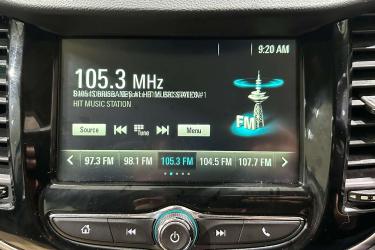 9:20 AM
105.3 MHz
HIT MUSIC STATION
FM
Source
Tune
Menu
97.3 FM
98.1 FM
105.3 FM
104.5 FM
107.7 FM